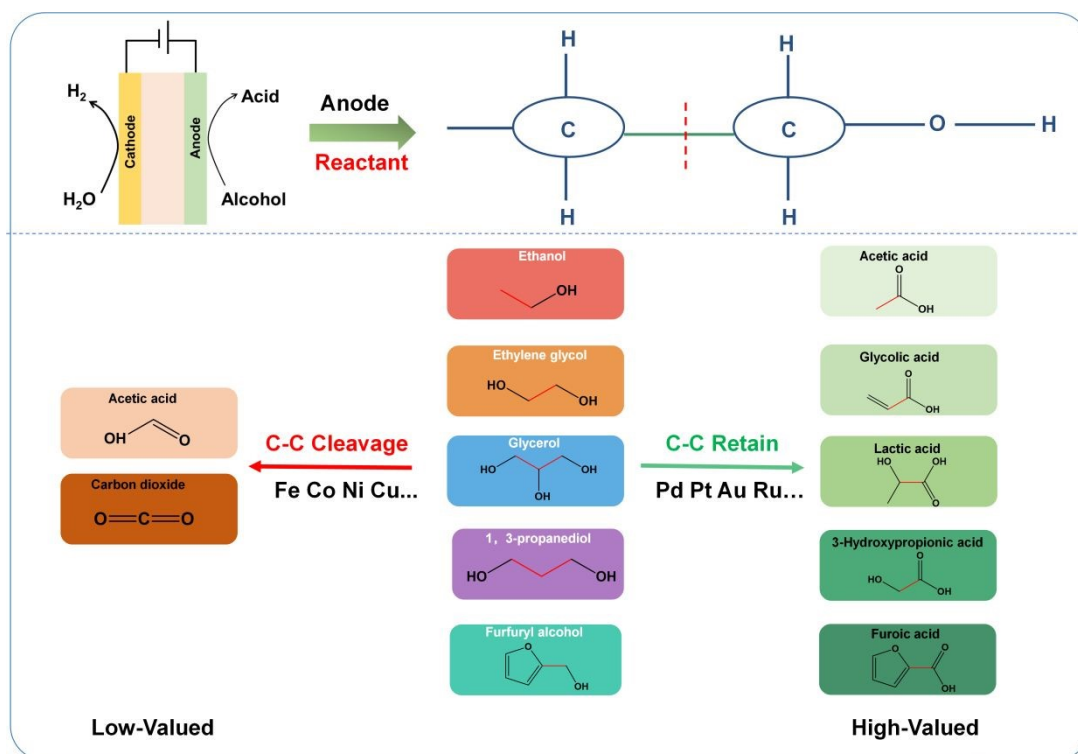 H2
H2O
Cathode
Anode
Acid
Alcohol
Anode
Reactant
H H
C C O H
H H
Ethanol
OH
Ethylene glycol
HO
OH
Glycerol
HO OH
OH
1, 3-propanediol
HO OH
Furfuryl alcohol
O
OH
Acetic acid
OH O
Carbon dioxide
O=C=O
C-C Cleavage
Fe Co Ni Cu...
C-C Retain
Pd Pt Au Ru...
Acetic acid
O
OH
Glycolic acid
O
OH
Lactic acid
HO OH
O
3-Hydroxypropionic acid
O
HO
OH
Furoic acid
O O
OH
Low-Valued
High-Valued